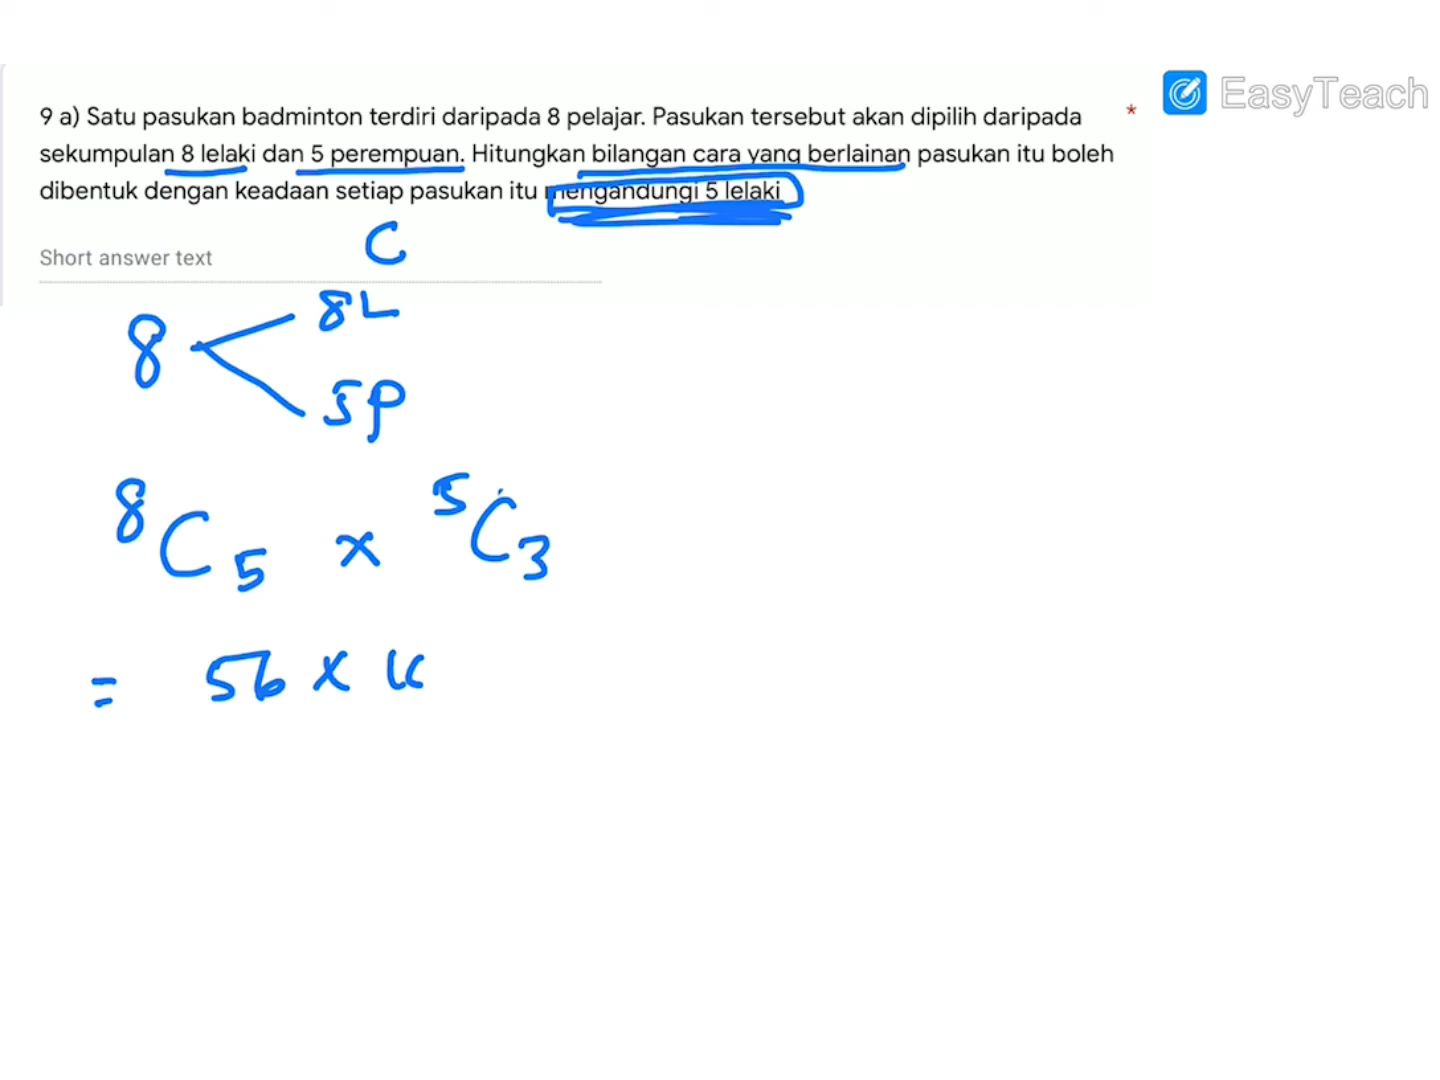 EasyTeach
9 a) Satu pasukan badminton terdiri daripada 8 pelajar. Pasukan tersebut akan dipilih daripada *
sekumpulan 8 lelaki dan 5 perempuan. Hitungkan bilangan cara yang berlainan pasukan itu boleh
dibentuk dengan keadaan setiap pasukan itu mengandungi 5 lelaki
Short answer text
C
8L
8
5P
⁸C₅ × ⁵C₃
= 56 ×